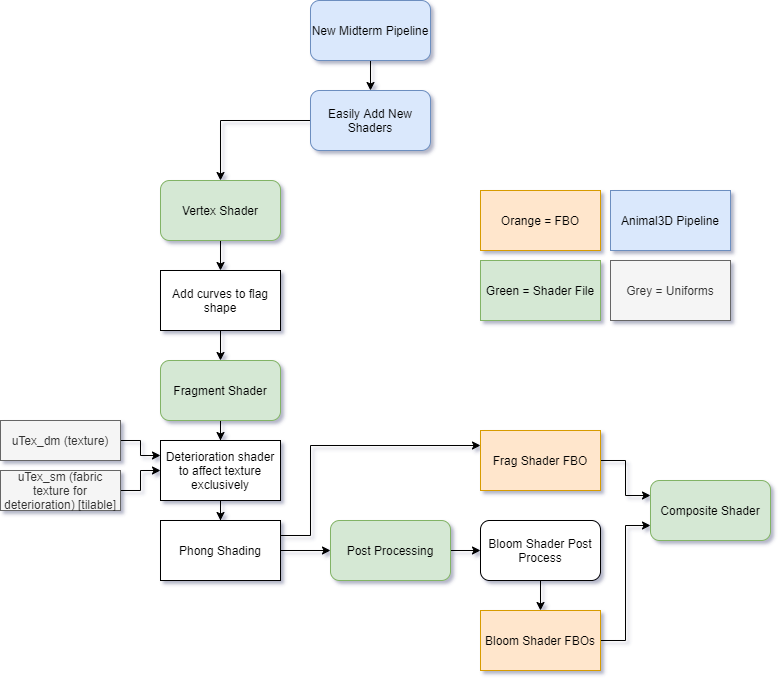 New Midterm Pipeline
Easily Add New
Shaders
Vertex Shader
Add curves to flag
shape
Fragment Shader
uTex_dm (texture)
uTex_sm (fabric
texture for
deterioration) [tilable]
Deterioration shader
to affect texture
exclusively
Phong Shading
Post Processing
Bloom Shader Post
Process
Bloom Shader FBOs
Frag Shader FBO
Composite Shader
Orange = FBO
Animal3D Pipeline
Green = Shader File
Grey = Uniforms